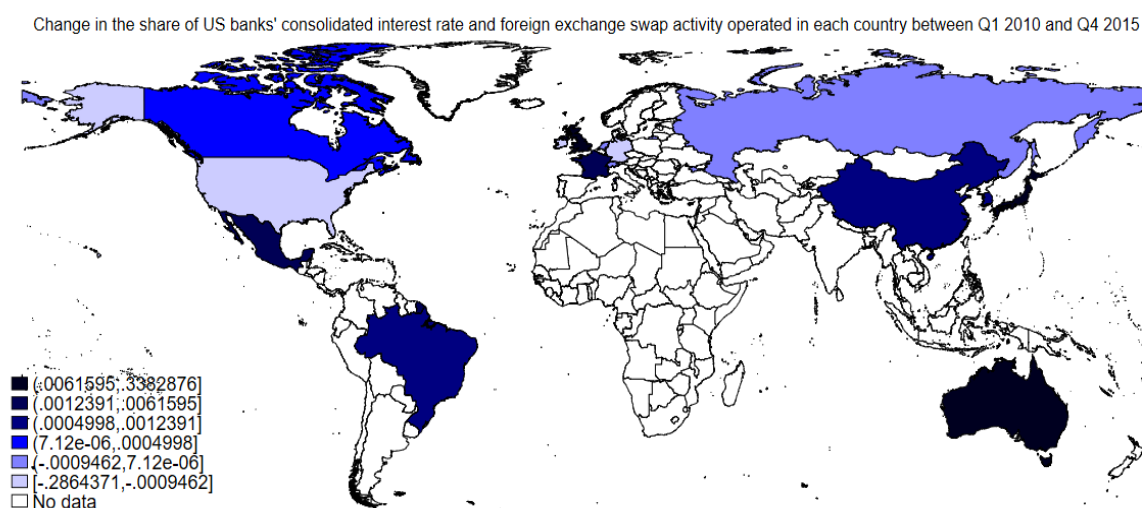 Change in the share of US banks' consolidated interest rate and foreign exchange swap activity operated in each country between Q1 2010 and Q4 2015
(.0061595,.3382876]
(.0012391,.0061595]
(.0004998,.0012391]
(7.12e-06,.0004998]
(-.0009462,7.12e-06]
[-.2864371,-.0009462]
No data